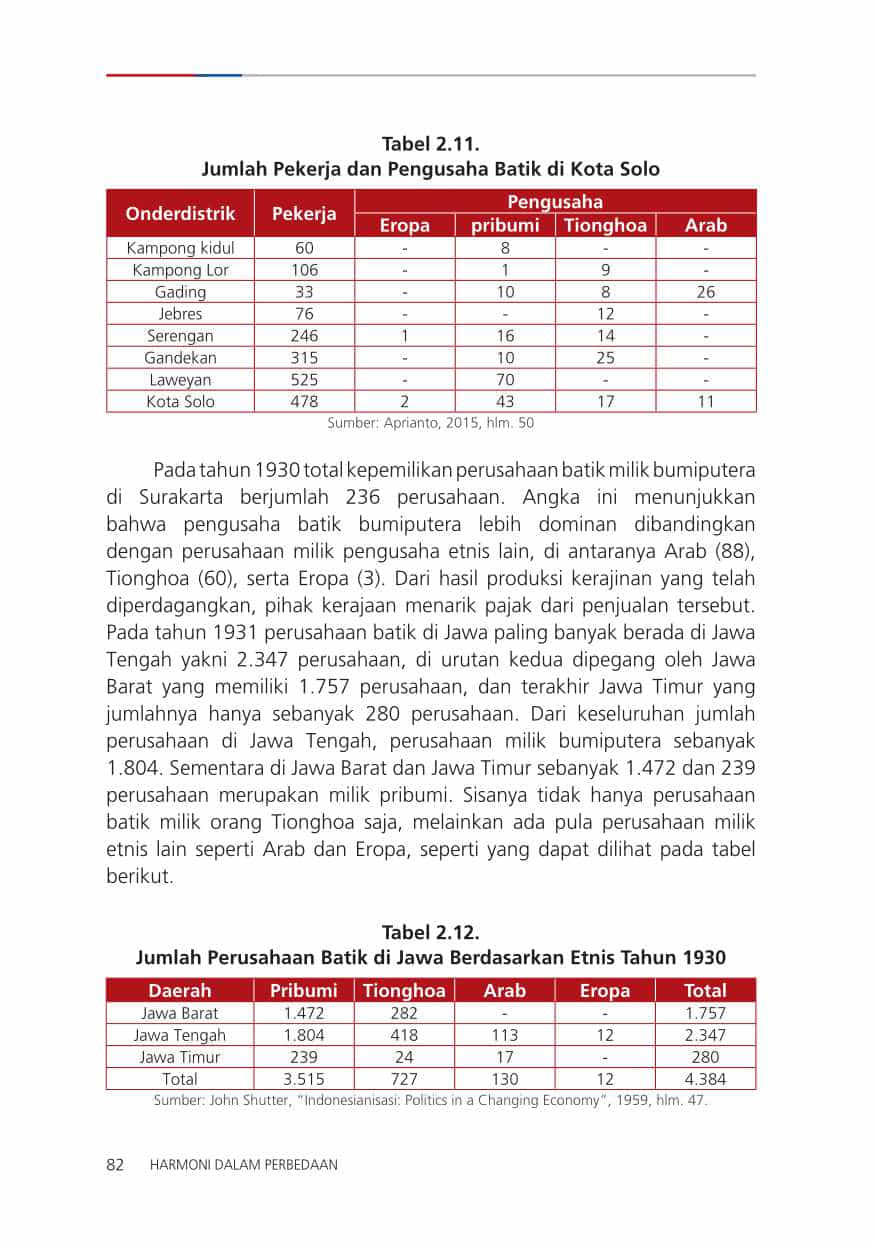 Tabel 2.11.
Jumlah Pekerja dan Pengusaha Batik di Kota Solo
Onderdistrik Pekerja Pengusaha
Eropa pribumi Tionghoa Arab
Kampong kidul 60 - 8 - -
Kampong Lor 106 - 1 9 -
Gading 33 - 10 8 26
Jebres 76 - - 12 -
Serengan 246 1 16 14 -
Gandekan 315 - 10 25 -
Laweyan 525 - 70 - -
Kota Solo 478 2 43 17 11
Sumber: Aprianto, 2015, hlm. 50
Pada tahun 1930 total kepemilikan perusahaan batik milik bumiputera
di Surakarta berjumlah 236 perusahaan. Angka ini menunjukkan
bahwa pengusaha batik bumiputera lebih dominan dibandingkan
dengan perusahaan milik pengusaha etnis lain, di antaranya Arab (88),
Tionghoa (60), serta Eropa (3). Dari hasil produksi kerajinan yang telah
diperdagangkan, pihak kerajaan menarik pajak dari penjualan tersebut.
Pada tahun 1931 perusahaan batik di Jawa paling banyak berada di Jawa
Tengah yakni 2.347 perusahaan, di urutan kedua dipegang oleh Jawa
Barat yang memiliki 1.757 perusahaan, dan terakhir Jawa Timur yang
jumlahnya hanya sebanyak 280 perusahaan. Dari keseluruhan jumlah
perusahaan di Jawa Tengah, perusahaan milik bumiputera sebanyak
1.804. Sementara di Jawa Barat dan Jawa Timur sebanyak 1.472 dan 239
perusahaan merupakan milik pribumi. Sisanya tidak hanya perusahaan
batik milik orang Tionghoa saja, melainkan ada pula perusahaan milik
etnis lain seperti Arab dan Eropa, seperti yang dapat dilihat pada tabel
berikut.
Tabel 2.12.
Jumlah Perusahaan Batik di Jawa Berdasarkan Etnis Tahun 1930
Daerah Pribumi Tionghoa Arab Eropa Total
Jawa Barat 1.472 282 - - 1.757
Jawa Tengah 1.804 418 113 12 2.347
Jawa Timur 239 24 17 - 280
Total 3.515 727 130 12 4.384
Sumber: John Shutter, “Indonesianisasi: Politics in a Changing Economy”, 1959, hlm. 47.
82 HARMONI DALAM PERBEDAAN